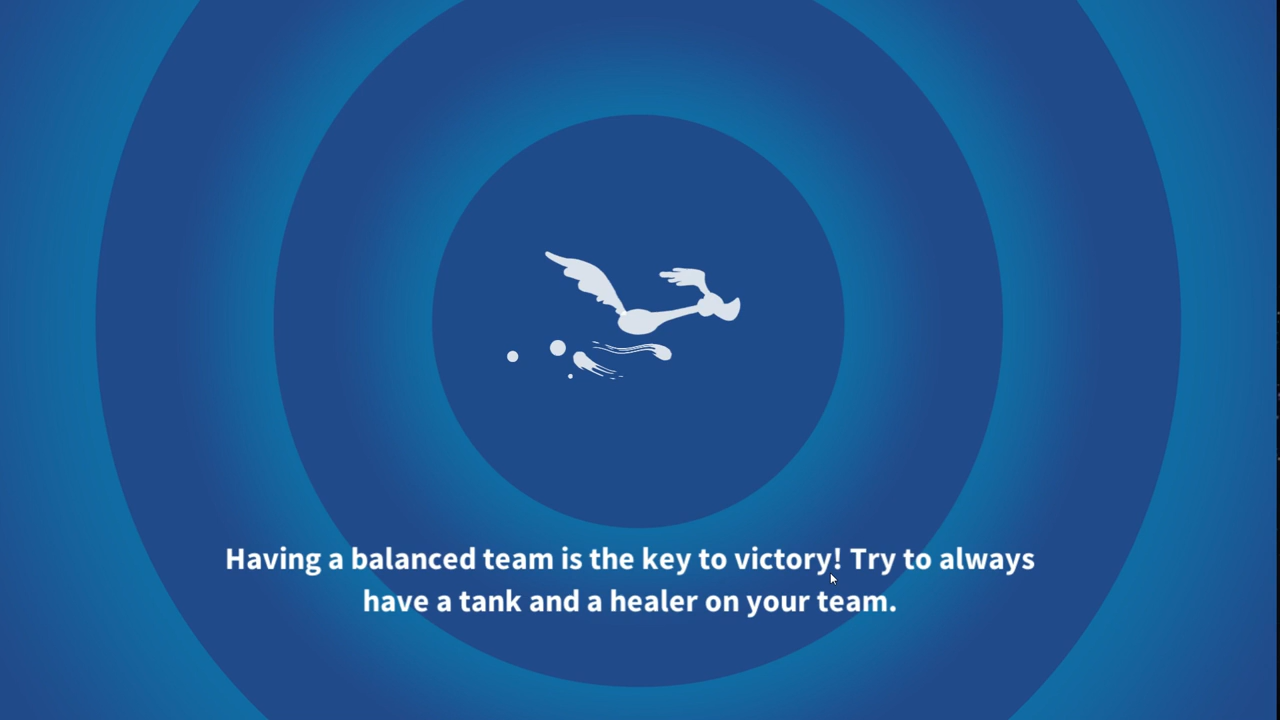 Having a balanced team is the key to victory! Try to always
have a tank and a healer on your team.